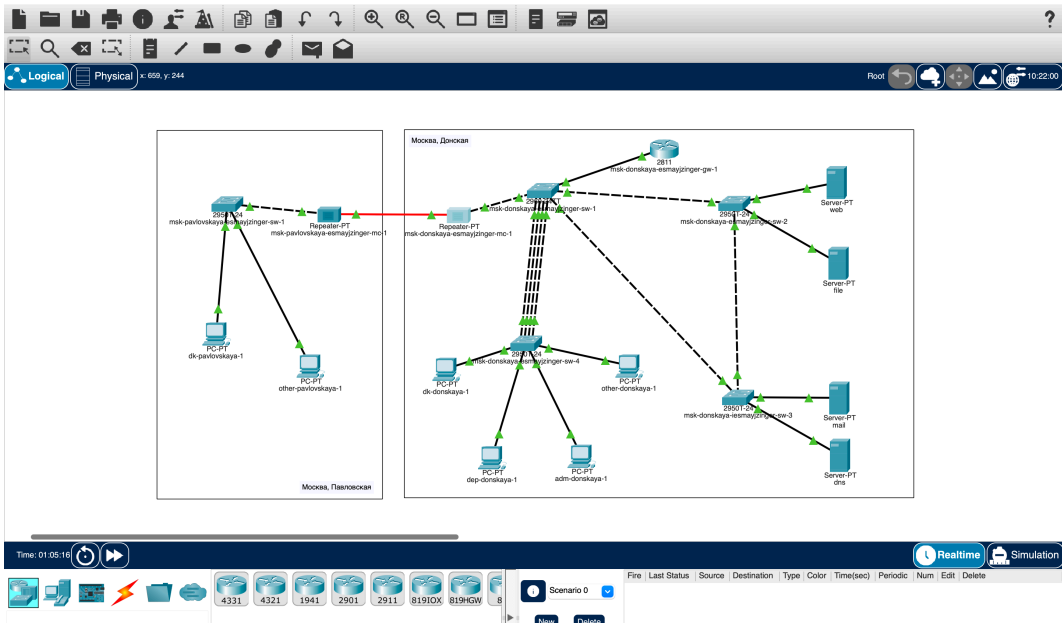 ?
Logical
Physical
x: 659, y: 244
Root
10:22:00
Москва, Донская
2811
msk-donskaya-esmayjzinger-gw-1
2950T-24
msk-pavlovskaya-esmayjzinger-sw-1
Repeater-PT
msk-pavlovskaya-esmayjzinger-mc-1
Repeater-PT
msk-donskaya-esmayjzinger-mc-1
msk-donskaya-esmayjzinger-sw-1
2950T-24
msk-donskaya-esmayjzinger-sw-2
Server-PT
web
Server-PT
file
PC-PT
dk-pavlovskaya-1
PC-PT
other-pavlovskaya-1
2950T-24
msk-donskaya-esmayjzinger-sw-4
PC-PT
dk-donskaya-1
PC-PT
other-donskaya-1
2950T-24
msk-donskaya-iesmayjzinger-sw-3
Server-PT
mail
PC-PT
dep-donskaya-1
PC-PT
adm-donskaya-1
Server-PT
dns
Москва, Павловская
Time: 01:05:16
Realtime
Simulation
4331
4321
1941
2901
2911
819IOX
819HGW
Scenario 0
New
Delete
Fire Last Status Source Destination Type Color Time(sec) Periodic Num Edit Delete